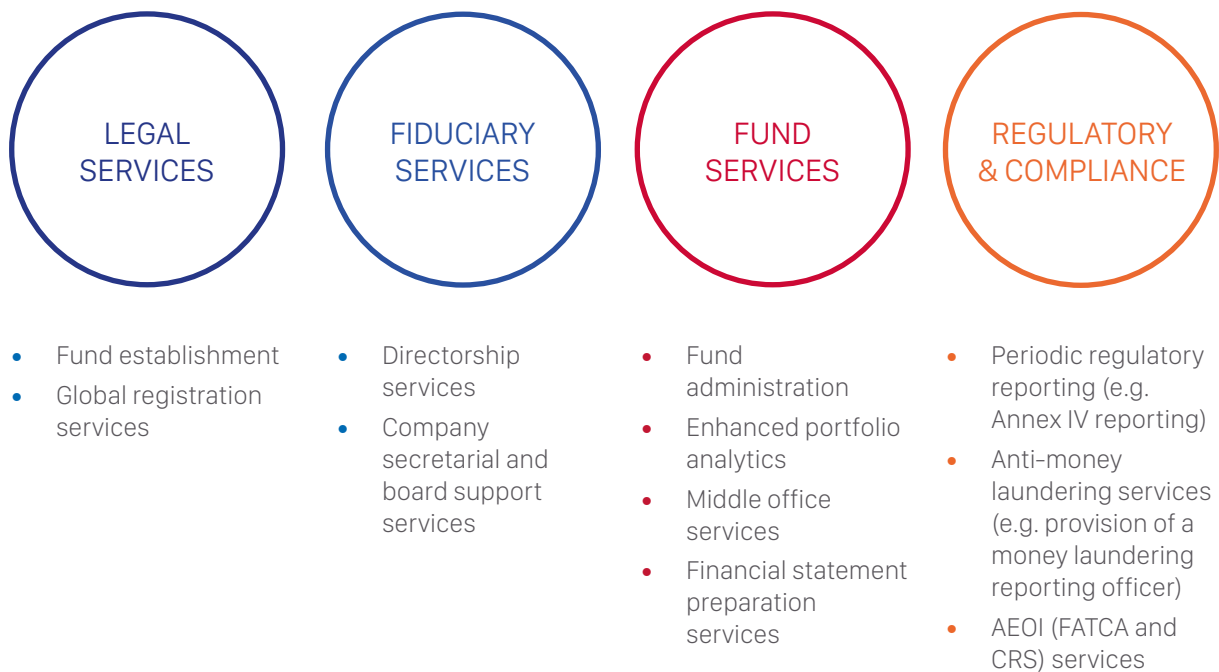 LEGAL
SERVICES
FIDUCIARY
SERVICES
FUND
SERVICES
REGULATORY
& COMPLIANCE
• Fund establishment
• Global registration
services
• Directorship
services
• Company
secretarial and
board support
services
• Fund
administration
• Enhanced portfolio
analytics
• Middle office
services
• Financial statement
preparation
services
• Periodic regulatory
reporting (e.g.
Annex IV reporting)
• Anti-money
laundering services
(e.g. provision of a
money laundering
reporting officer)
• AEOI (FATCA and
CRS) services